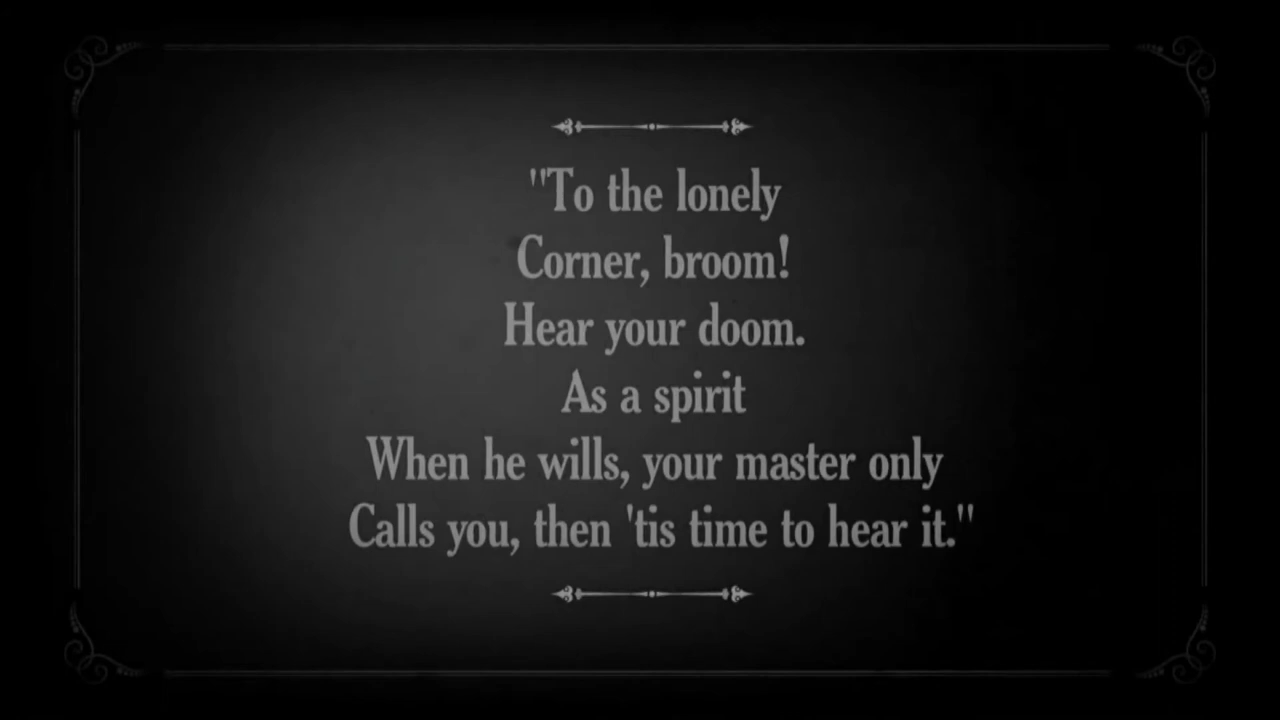 "To the lonely
Corner, broom!
Hear your doom.
As a spirit
When he wills, your master only
Calls you, then 'tis time to hear it."